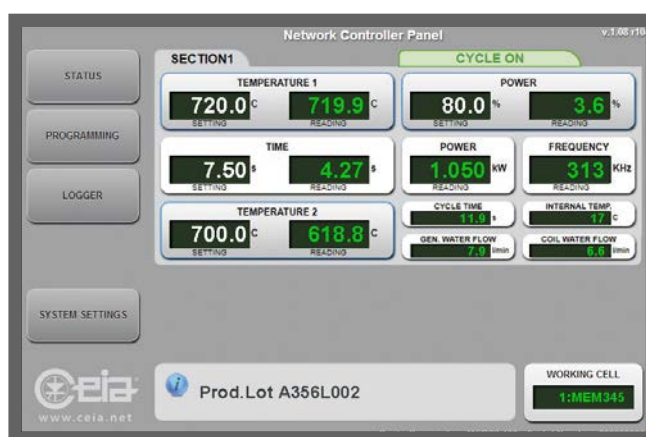 Network Controller Panel
v.1.08 r10
STATUS
PROGRAMMING
LOGGER
SYSTEM SETTINGS
SECTION1
CYCLE ON
TEMPERATURE 1
720.0 C 719.9 C
SETTING READING
POWER
80.0 % 3.6 %
SETTING READING
TIME
7.50 s 4.27 s
SETTING READING
POWER
1.050 kW
READING
FREQUENCY
313 KHz
READING
TEMPERATURE 2
700.0 C 618.8 C
SETTING READING
CYCLE TIME
11.9 s
INTERNAL TEMP.
17 C
GEN. WATER FLOW
7.9 l/min
COIL WATER FLOW
6.6 l/min
Ceia
www.ceia.net
Prod.Lot A356L002
WORKING CELL
1:MEM345